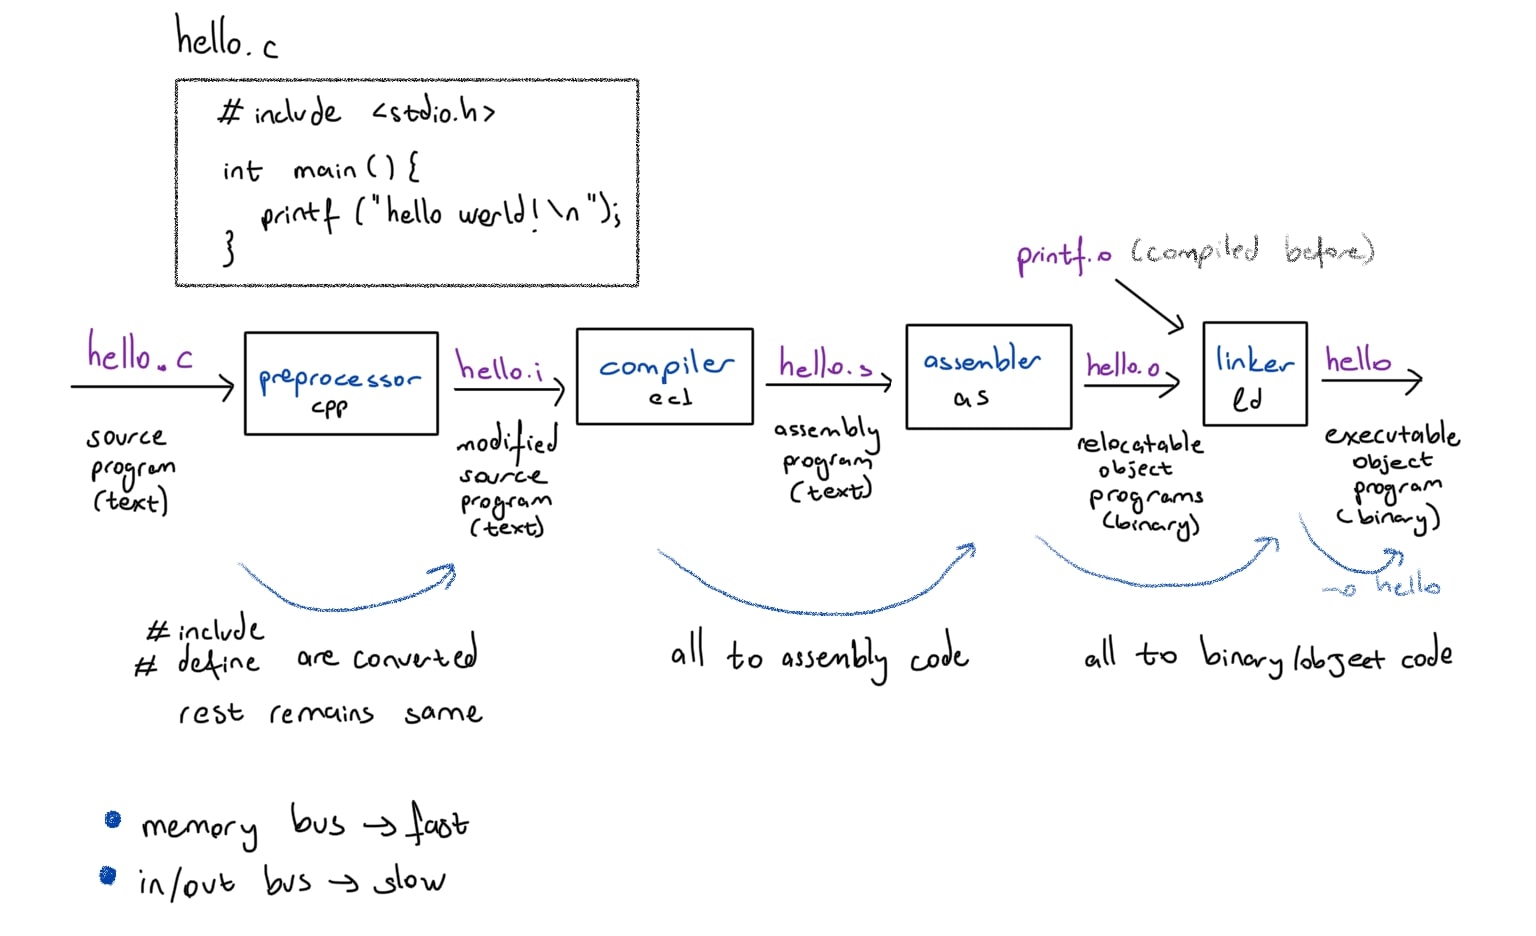 hello.c
# include <stdio.h>
int main() {
printf ("hello world!\n");
}
printf.o (compiled before)
hello.c
preprocessor
cpp
hello.i
compiler
cc1
hello.s
assembler
as
hello.o
linker
ld
hello
source
program
(text)
modified
source
program
(text)
assembly
program
(text)
relocatable
object
programs
(binary)
executable
object
program
(binary)
-o hello
# include
# define are converted
rest remains same
all to assembly code
all to binary/object code
memory bus → fast
in/out bus → slow